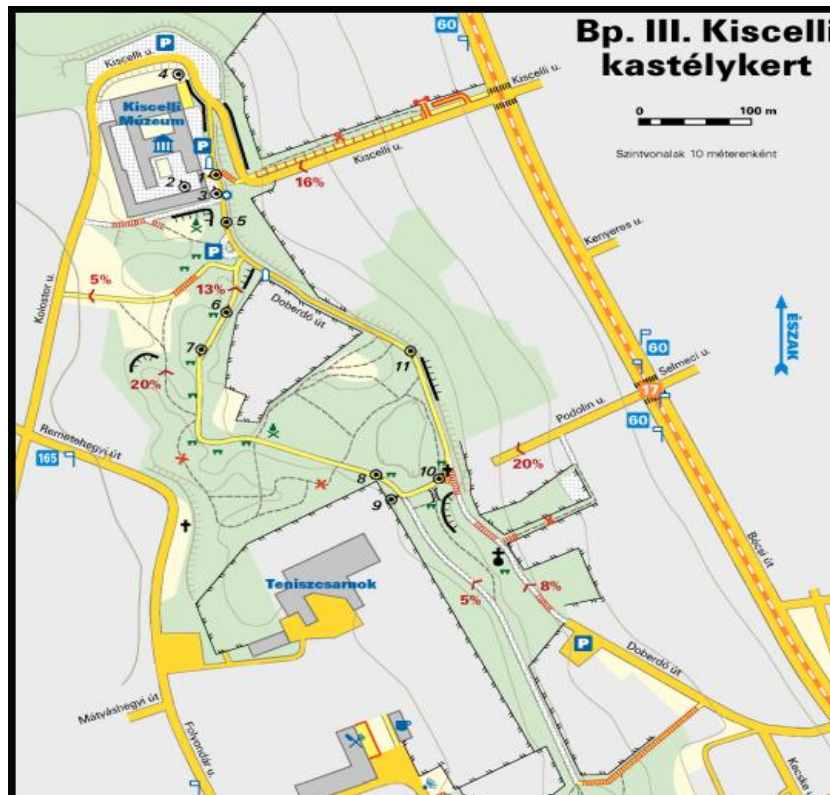 Bp. III. Kiscelli
kastélykert
0 100 m
Szintvonalak 10 méterenként
60
P
Kiscelli u.
4
Kiscelli
Múzeum
P
Kiscelli u.
Kiscelli u.
16%
1
2
3
5
P
Kenyeres u.
5%
13%
Kolostor u.
6
Doberdó út
ÉSZAK
7
11
60
Selmeci u.
17
20%
Podolin u.
60
Remetehegyi út
165
20%
8
10
9
Bécsi út
Teniszcsarnok
5%
8%
P
Doberdó út
Mátyáshegyi út
Folyondár u.
Kecske u.